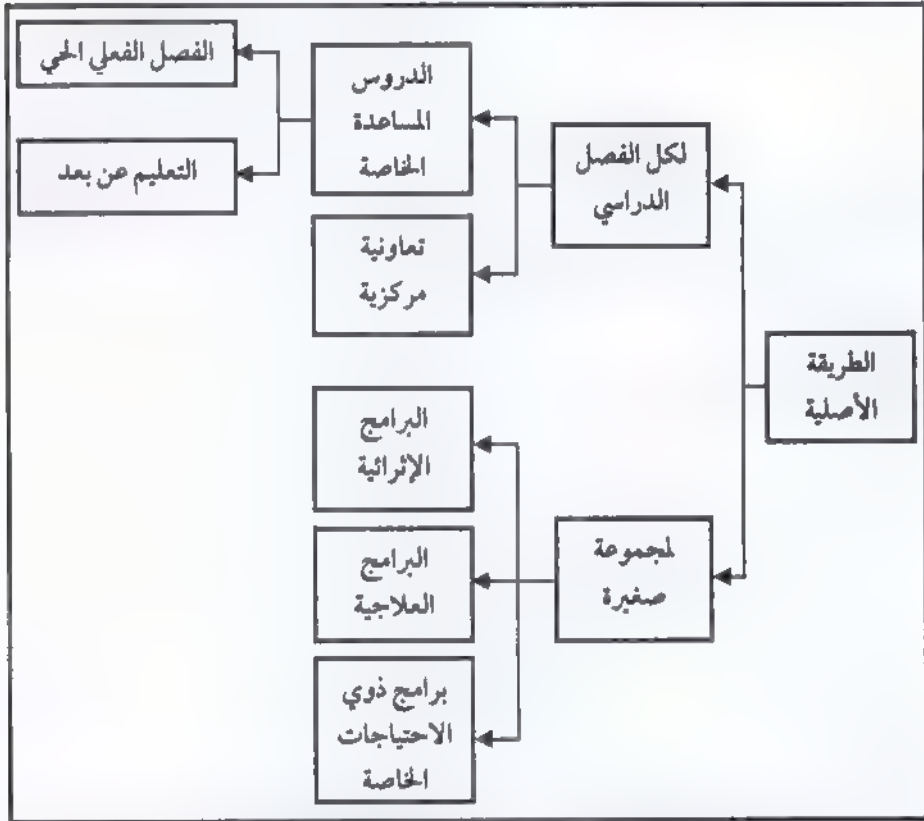 الطريقة
الأصلية
لكل الفصل
الدراسي
الدروس
المساعدة
الخاصة
الفصل الفعلي الحي
التعليم عن بعد
تعاونية
مركزية
لمجموعة
صغيرة
البرامج
الإثرائية
البرامج
العلاجية
برامج ذوي
الاحتياجات
الخاصة